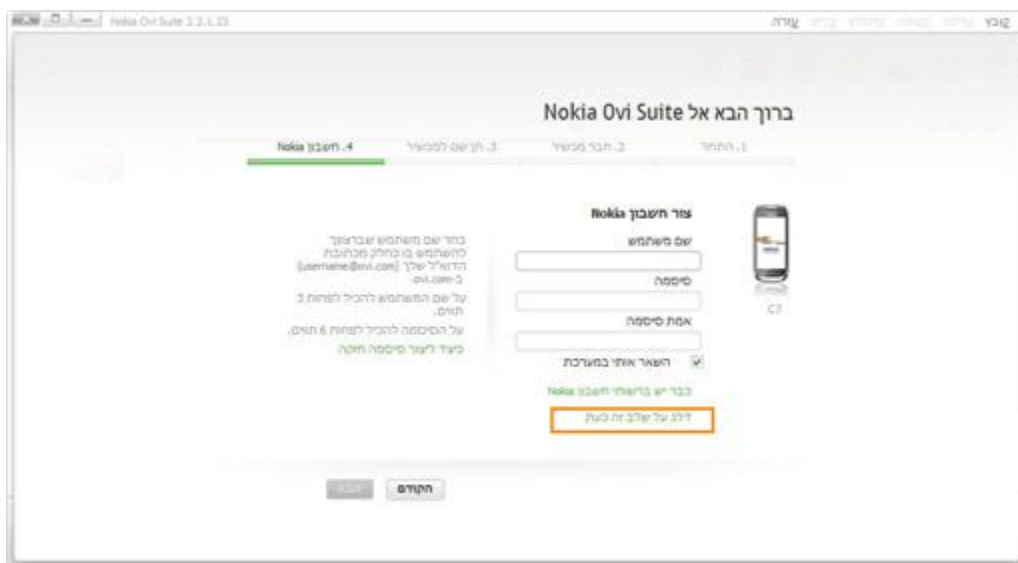 Nokia Ovi Suite 2.2.1.23
קובץ
עזרה
ברוך הבא אל Nokia Ovi Suite
1. התחל
2. חבר מכשיר
3. תן שם למכשיר
4. חשבון Nokia
צור חשבון Nokia
שם משתמש
סיסמה
אמת סיסמה
השאר אותי במערכת
כבר יש ברשותי חשבון Nokia
דלג על שלב זה כעת
C7
בחר שם משתמש שברצונך
להשתמש בו כחלק מכתובת
הדוא"ל שלך (username@ovi.com)
ב-ovi.com.
על שם המשתמש להכיל לפחות 3
תווים.
על הסיסמה להכיל לפחות 6 תווים.
כיצד ליצור סיסמה חזקה
הקודם
הבא